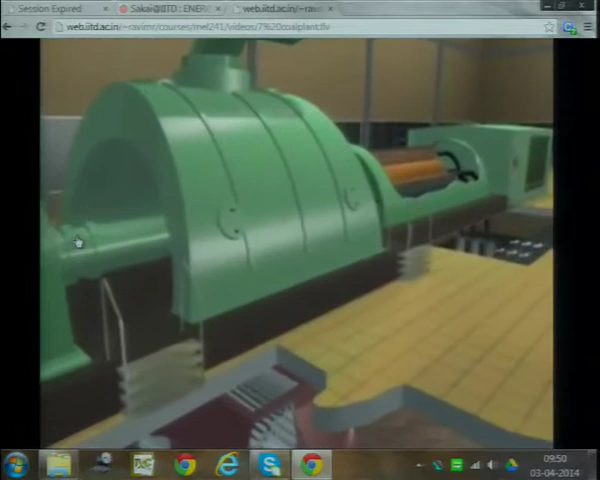 Session Expired
Sakai@IITD : ENER
web.iitd.ac.in/~ravim
web.iitd.ac.in/~ravimr/courses/mel241/videos/7%20coalplant.flv
09:50
03-04-2014